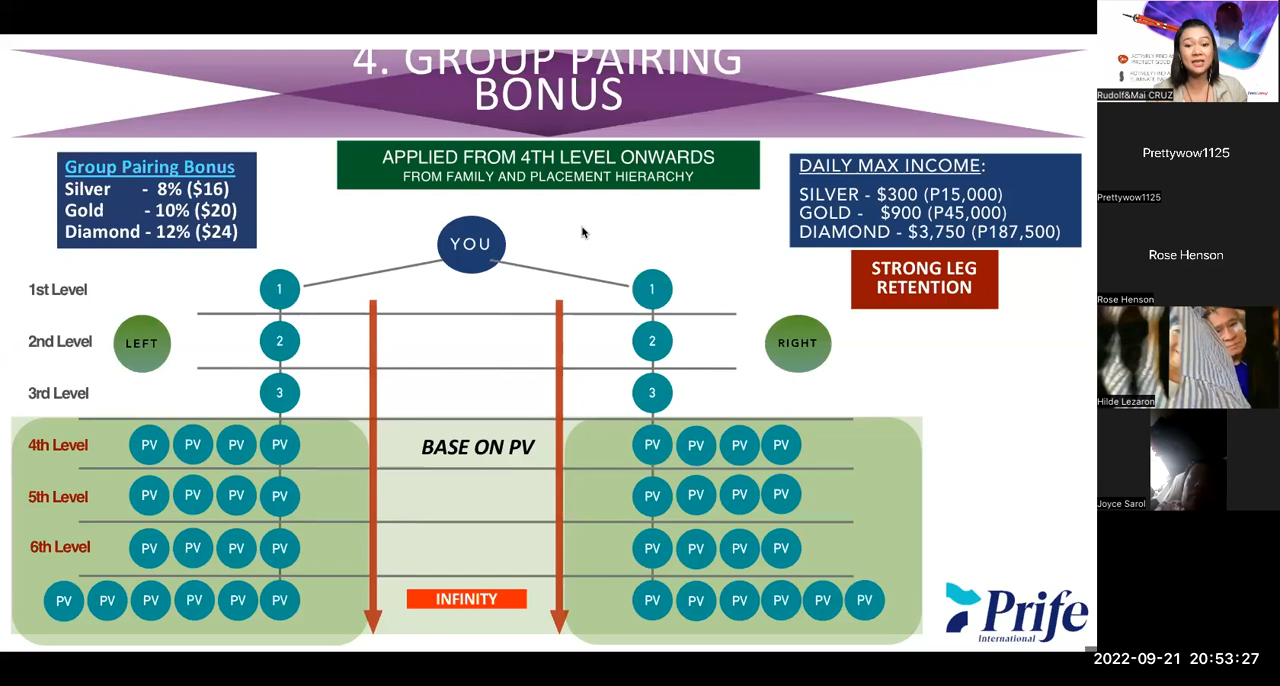 4. GROUP PAIRING
BONUS
Group Pairing Bonus
Silver - 8% ($16)
Gold - 10% ($20)
Diamond - 12% ($24)
APPLIED FROM 4TH LEVEL ONWARDS
FROM FAMILY AND PLACEMENT HIERARCHY
DAILY MAX INCOME:
SILVER - $300 (P15,000)
GOLD - $900 (P45,000)
DIAMOND - $3,750 (P187,500)
STRONG LEG
RETENTION
YOU
1st Level 1 1
LEFT
2nd Level 2 2
RIGHT
3rd Level 3 3
4th Level PV PV PV PV BASE ON PV PV PV PV PV
5th Level PV PV PV PV PV PV PV PV
6th Level PV PV PV PV PV PV PV PV
PV PV PV PV PV PV INFINITY PV PV PV PV PV PV
Prife
International
Rudolf&Mai CRUZ
Prettywow1125
Prettywow1125
Rose Henson
Rose Henson
Hilde Lezaron
Joyce Sarol
2022-09-21 20:53:27